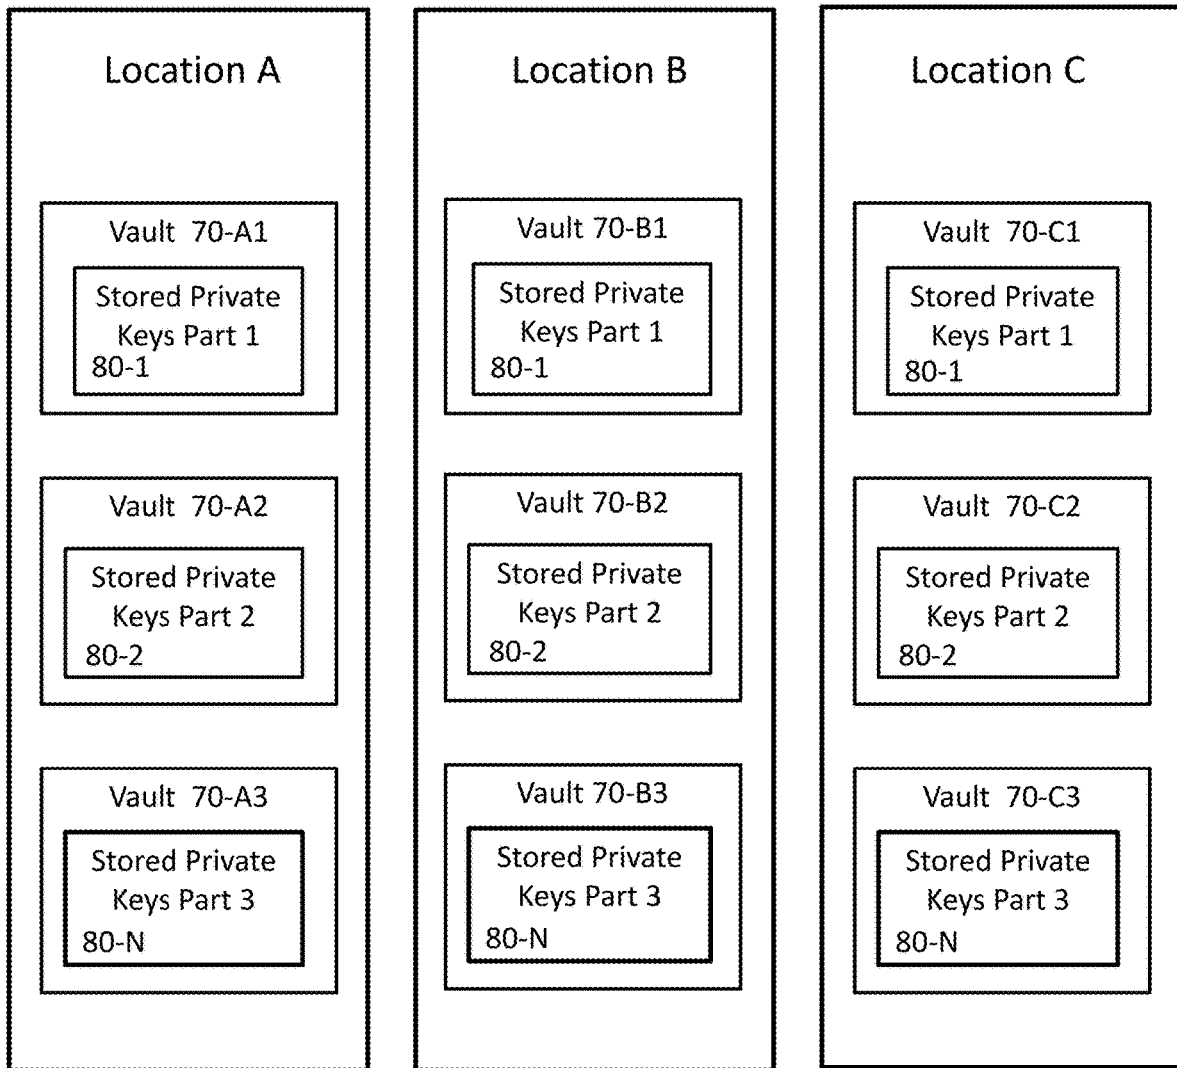 Location A
Vault 70-A1
Stored Private
Keys Part 1
80-1
Vault 70-A2
Stored Private
Keys Part 2
80-2
Vault 70-A3
Stored Private
Keys Part 3
80-N
Location B
Vault 70-B1
Stored Private
Keys Part 1
80-1
Vault 70-B2
Stored Private
Keys Part 2
80-2
Vault 70-B3
Stored Private
Keys Part 3
80-N
Location C
Vault 70-C1
Stored Private
Keys Part 1
80-1
Vault 70-C2
Stored Private
Keys Part 2
80-2
Vault 70-C3
Stored Private
Keys Part 3
80-N